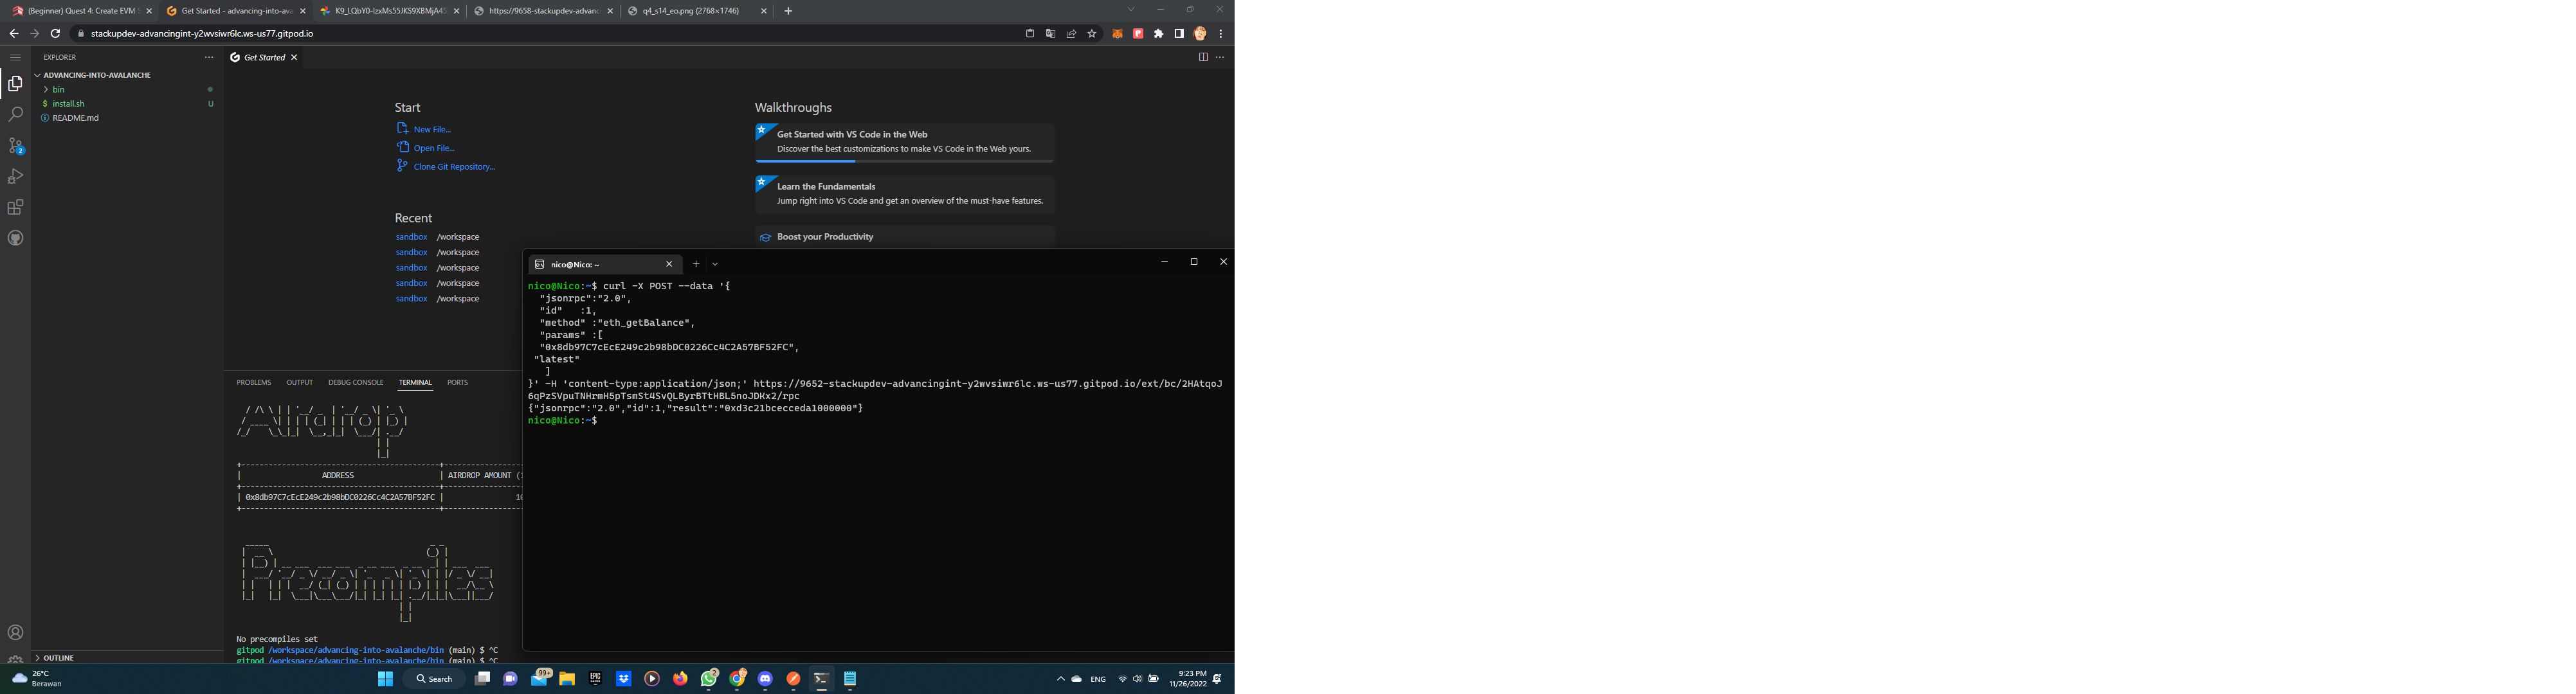 (Beginner) Quest 4: Create EVM
Get Started - advancing-into-ava
K9_LQbY0-IzxMs55JKS9XBMjA45
https://9658-stackupdev-advanc
q4_s14_eo.png (2768×1746)
stackupdev-advancingint-y2wvsiwr6lc.ws-us77.gitpod.io
EXPLORER
Get Started
ADVANCING-INTO-AVALANCHE
bin
install.sh U
README.md
2
Start
New File...
Open File...
Clone Git Repository...
Recent
sandbox /workspace
sandbox /workspace
sandbox /workspace
sandbox /workspace
sandbox /workspace
Walkthroughs
Get Started with VS Code in the Web
Discover the best customizations to make VS Code in the Web yours.
Learn the Fundamentals
Jump right into VS Code and get an overview of the must-have features.
Boost your Productivity
nico@Nico: ~
nico@Nico:~$ curl -X POST --data '{
"jsonrpc":"2.0",
"id" :1,
"method" :"eth_getBalance",
"params" :[
"0x8db97C7cEcE249c2b98bDC0226Cc4C2A57BF52FC",
"latest"
]
}' -H 'content-type:application/json;' https://9652-stackupdev-advancingint-y2wvsiwr6lc.ws-us77.gitpod.io/ext/bc/2HAtqoJ
6qPzSVpuTNHrmH5pTsmSt4SvQLByrBTtHBL5noJDHx2/rpc
{"jsonrpc":"2.0","id":1,"result":"0xd3c21bcecceda1000000"}
nico@Nico:~$
PROBLEMS OUTPUT DEBUG CONSOLE TERMINAL PORTS
Airdrop
ADDRESS | AIRDROP AMOUNT (
| 0x8db97C7cEcE249c2b98bDC0226Cc4C2A57BF52FC | 10
Precompiles
No precompiles set
gitpod /workspace/advancing-into-avalanche/bin (main) $ ^C
gitpod /workspace/advancing-into-avalanche/bin (main) $ ^C
OUTLINE
26°C
Berawan
Search
99+
ENG
9:23 PM
11/26/2022